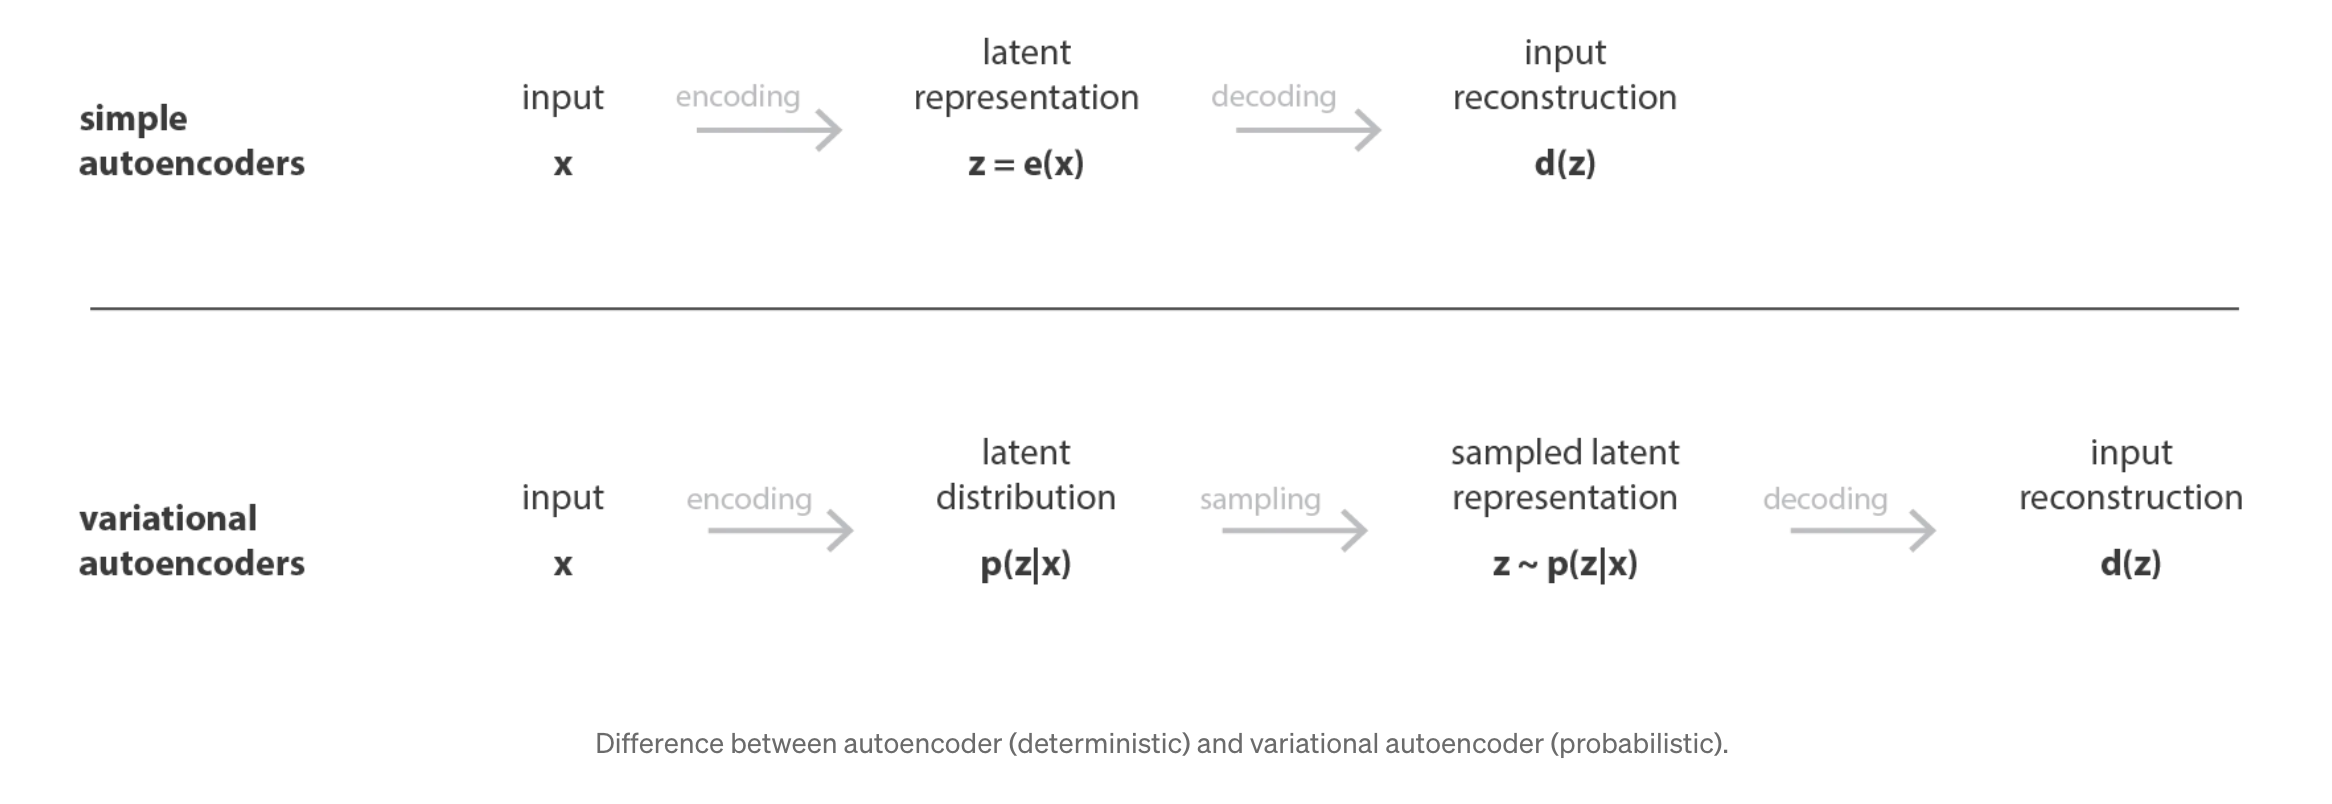 simple
autoencoders
input
x
encoding
latent
representation
z = e(x)
decoding
input
reconstruction
d(z)
variational
autoencoders
input
x
encoding
latent
distribution
p(z|x)
sampling
sampled latent
representation
z ~ p(z|x)
decoding
input
reconstruction
d(z)
Difference between autoencoder (deterministic) and variational autoencoder (probabilistic).